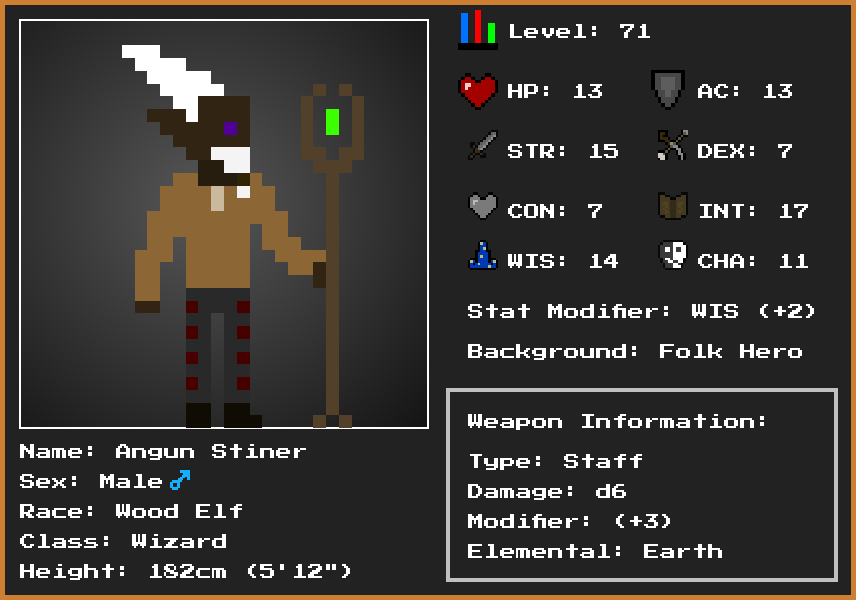 Level: 71
HP: 13
AC: 13
STR: 15
DEX: 7
CON: 7
INT: 17
WIS: 14
CHA: 11
Stat Modifier: WIS (+2)
Background: Folk Hero
Weapon Information:
Type: Staff
Damage: d6
Modifier: (+3)
Elemental: Earth
Name: Angun Stiner
Sex: Male ♂
Race: Wood Elf
Class: Wizard
Height: 182cm (5'12")